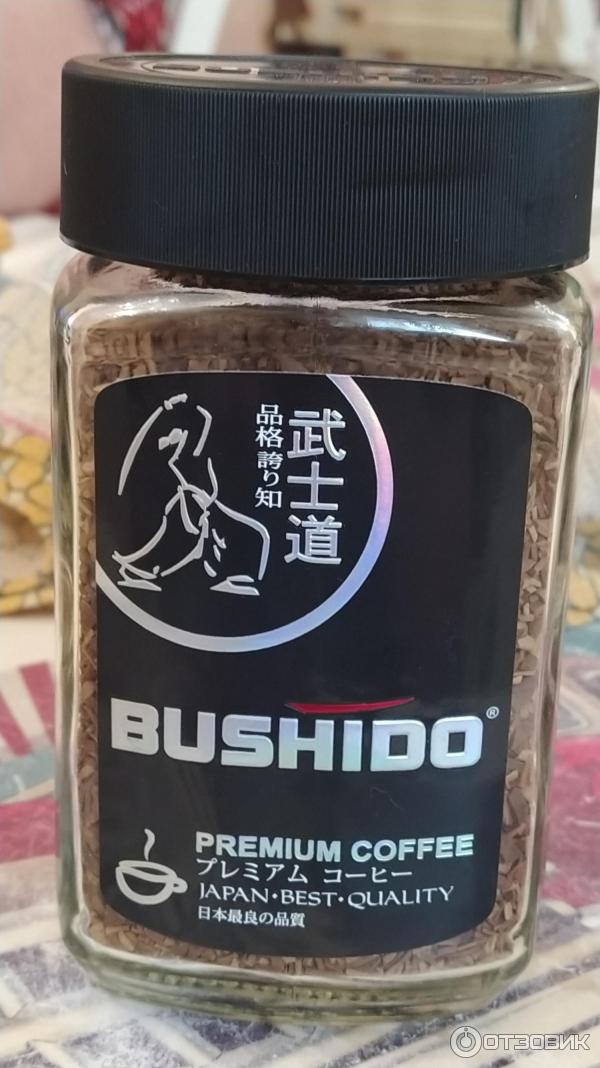 武士道
品格 誇り知
BUSHIDO®
PREMIUM COFFEE
プレミアム コーヒー
JAPAN·BEST·QUALITY
日本最良の品質
ОТЗОВИК